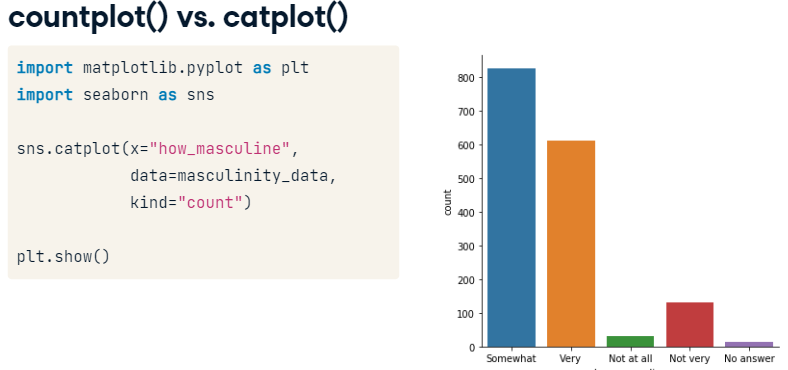 countplot() vs. catplot()
import matplotlib.pyplot as plt
import seaborn as sns
sns.catplot(x="how_masculine",
data=masculinity_data,
kind="count")
plt.show()
800
700
600
500
400
300
200
100
0
count
Somewhat Very Not at all Not very No answer